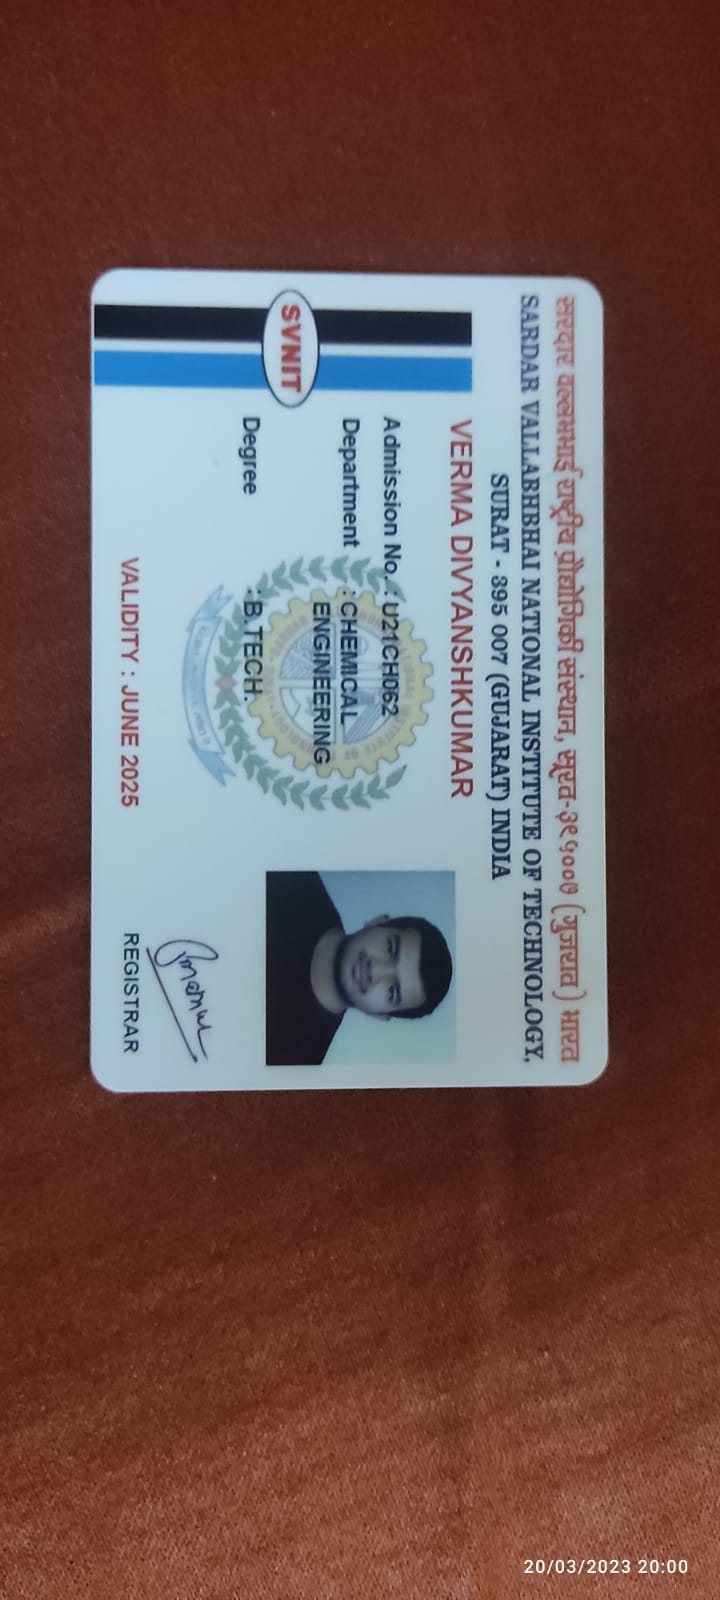 सरदार वल्लभभाई राष्ट्रीय प्रौद्योगिकी संस्थान, सूरत-३९५००७ (गुजरात) भारत
SARDAR VALLABHBHAI NATIONAL INSTITUTE OF TECHNOLOGY,
SURAT - 395 007 (GUJARAT) INDIA
VERMA DIVYANSHKUMAR
Admission No. : U21CH062
Department : CHEMICAL
ENGINEERING
Degree : B.TECH.
SVNIT
VALIDITY : JUNE 2025
REGISTRAR
20/03/2023 20:00